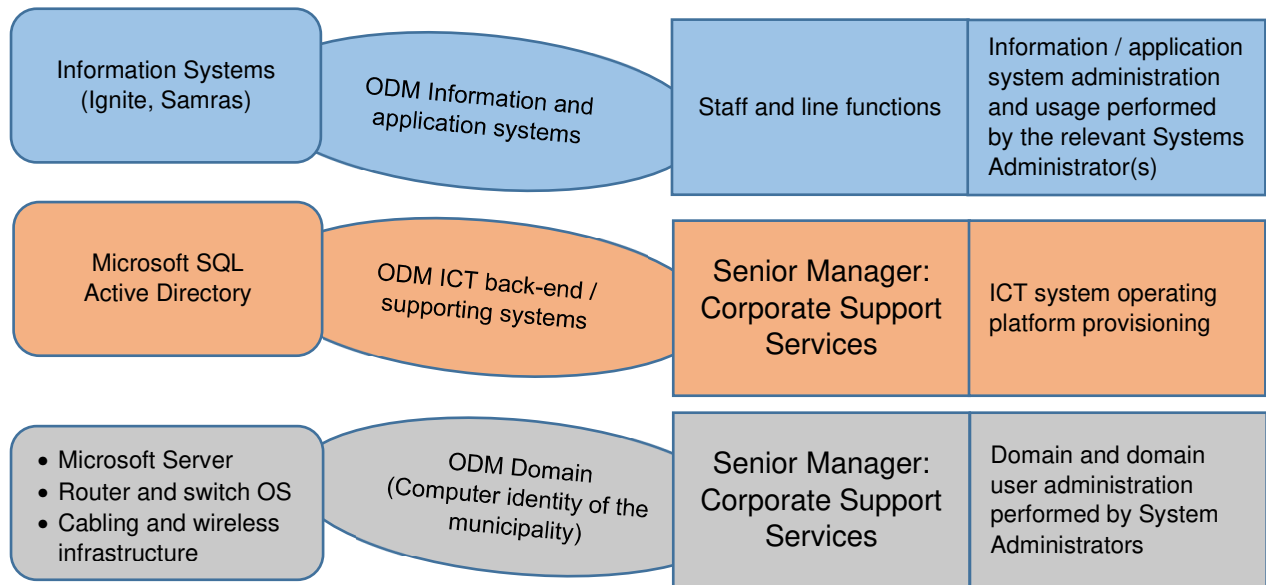 Information Systems
(Ignite, Samras)
ODM Information and
application systems
Staff and line functions
Information / application
system administration
and usage performed
by the relevant Systems
Administrator(s)
Microsoft SQL
Active Directory
ODM ICT back-end /
supporting systems
Senior Manager:
Corporate Support
Services
ICT system operating
platform provisioning
• Microsoft Server
• Router and switch OS
• Cabling and wireless
infrastructure
ODM Domain
(Computer identity of the
municipality)
Senior Manager:
Corporate Support
Services
Domain and domain
user administration
performed by System
Administrators